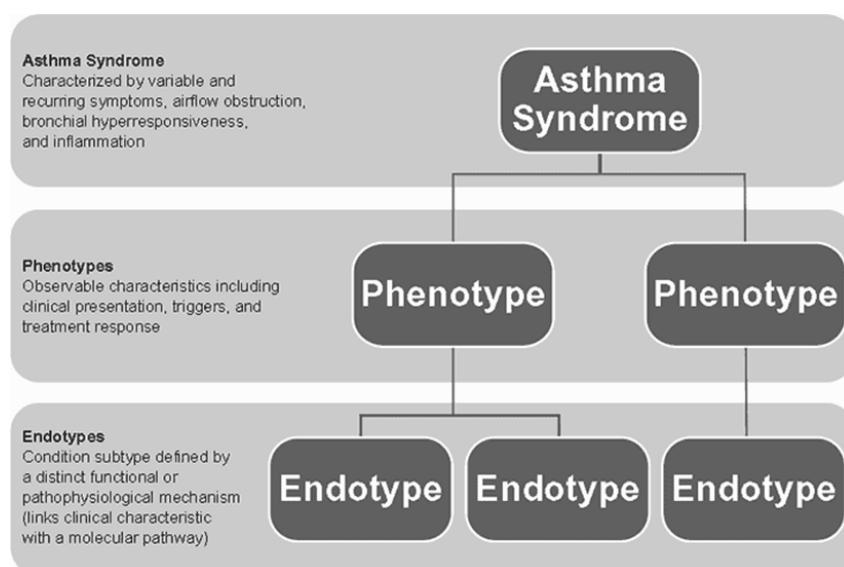 Asthma Syndrome
Characterized by variable and
recurring symptoms, airflow obstruction,
bronchial hyperresponsiveness,
and inflammation
Asthma
Syndrome
Phenotypes
Observable characteristics including
clinical presentation, triggers, and
treatment response
Phenotype
Phenotype
Endotypes
Condition subtype defined by
a distinct functional or
pathophysiological mechanism
(links clinical characteristic
with a molecular pathway)
Endotype
Endotype
Endotype